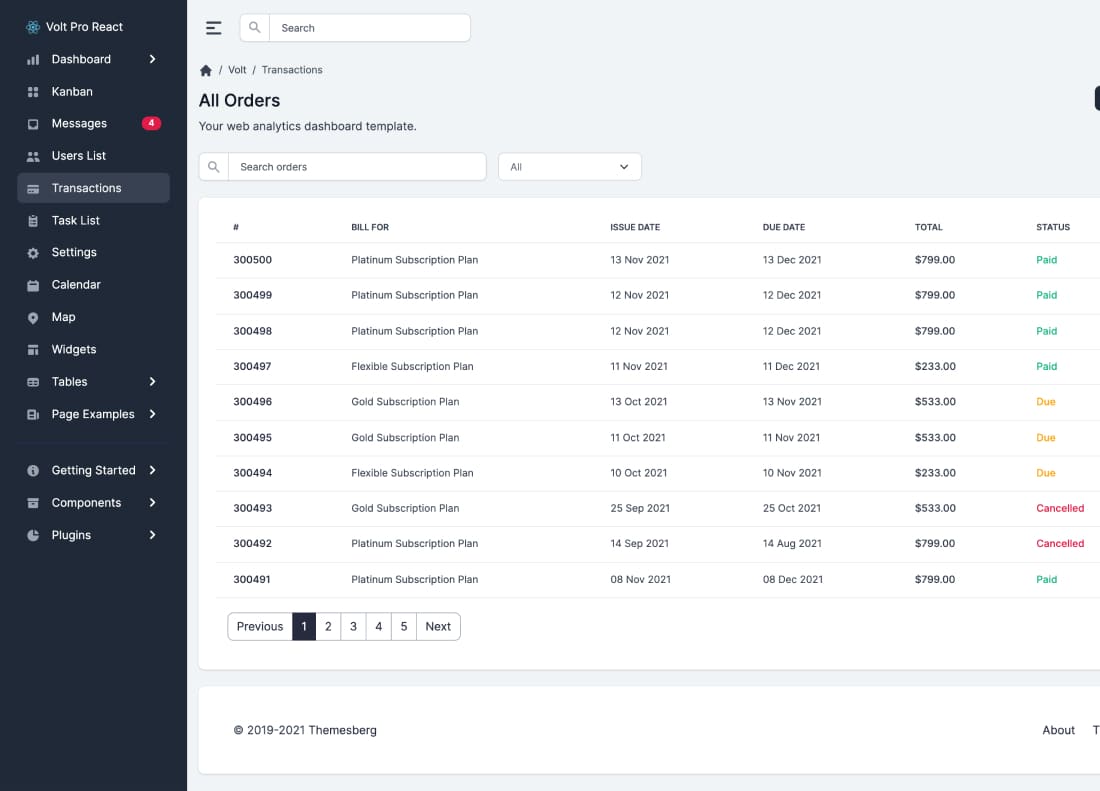 Volt Pro React
Dashboard
Kanban
Messages 4
Users List
Transactions
Task List
Settings
Calendar
Map
Widgets
Tables
Page Examples
Getting Started
Components
Plugins
Search
/ Volt / Transactions
All Orders
Your web analytics dashboard template.
Search orders All
# BILL FOR ISSUE DATE DUE DATE TOTAL STATUS
300500 Platinum Subscription Plan 13 Nov 2021 13 Dec 2021 $799.00 Paid
300499 Platinum Subscription Plan 12 Nov 2021 12 Dec 2021 $799.00 Paid
300498 Platinum Subscription Plan 12 Nov 2021 12 Dec 2021 $799.00 Paid
300497 Flexible Subscription Plan 11 Nov 2021 11 Dec 2021 $233.00 Paid
300496 Gold Subscription Plan 13 Oct 2021 13 Nov 2021 $533.00 Due
300495 Gold Subscription Plan 11 Oct 2021 11 Nov 2021 $533.00 Due
300494 Flexible Subscription Plan 10 Oct 2021 10 Nov 2021 $233.00 Due
300493 Gold Subscription Plan 25 Sep 2021 25 Oct 2021 $533.00 Cancelled
300492 Platinum Subscription Plan 14 Sep 2021 14 Aug 2021 $799.00 Cancelled
300491 Platinum Subscription Plan 08 Nov 2021 08 Dec 2021 $799.00 Paid
Previous 1 2 3 4 5 Next
© 2019-2021 Themesberg About